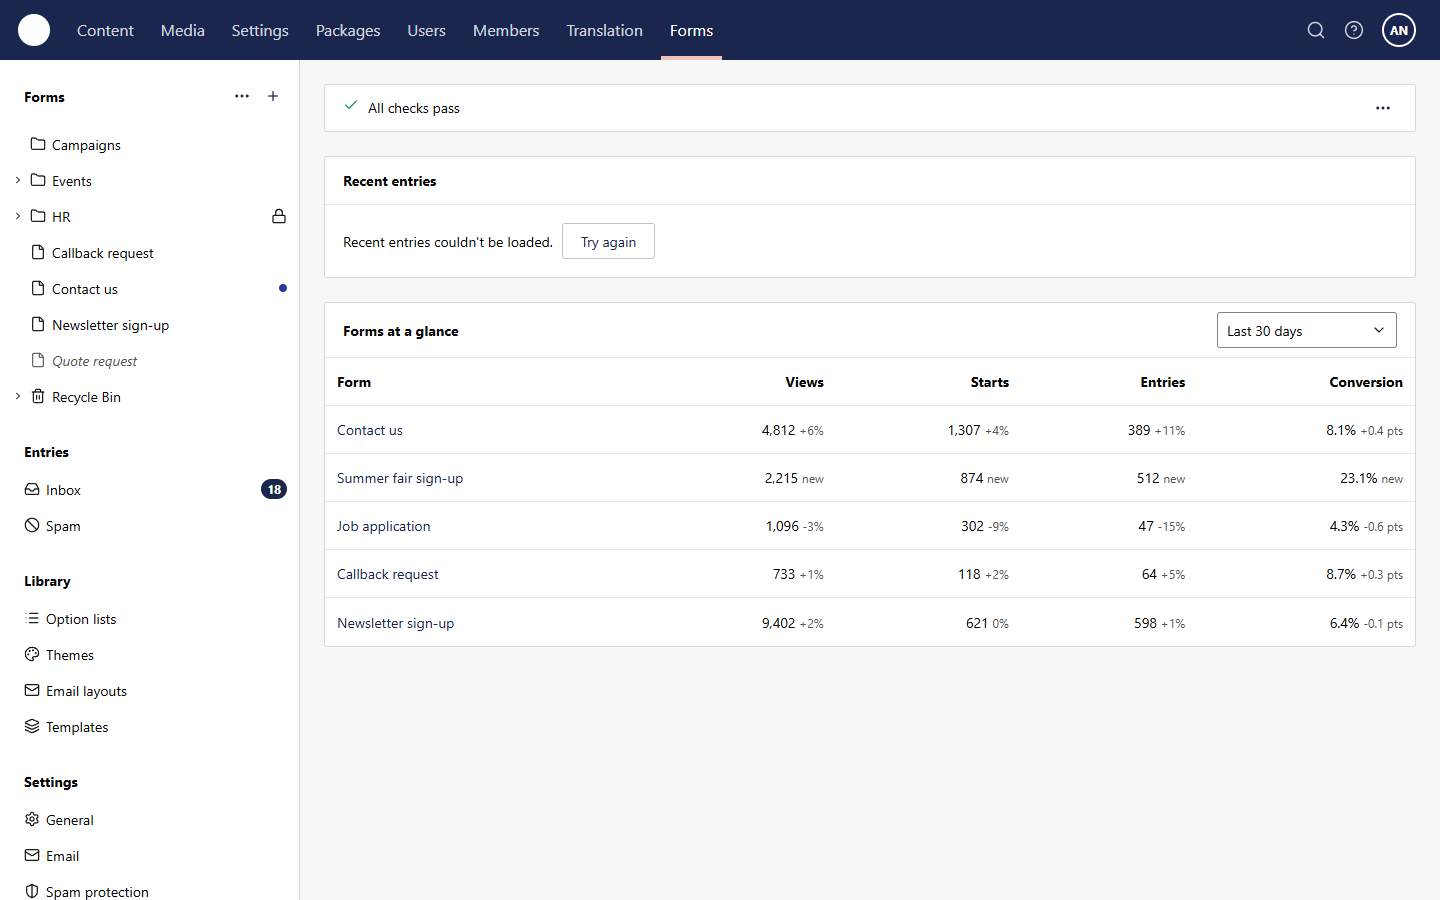 Content Media Settings Packages Users Members Translation Forms AN
Forms
Campaigns
Events
HR
Callback request
Contact us
Newsletter sign-up
Quote request
Recycle Bin
Entries
Inbox 18
Spam
Library
Option lists
Themes
Email layouts
Templates
Settings
General
Email
Spam protection
All checks pass
Recent entries
Recent entries couldn't be loaded. Try again
Forms at a glance Last 30 days
Form Views Starts Entries Conversion
Contact us 4,812 +6% 1,307 +4% 389 +11% 8.1% +0.4 pts
Summer fair sign-up 2,215 new 874 new 512 new 23.1% new
Job application 1,096 -3% 302 -9% 47 -15% 4.3% -0.6 pts
Callback request 733 +1% 118 +2% 64 +5% 8.7% +0.3 pts
Newsletter sign-up 9,402 +2% 621 0% 598 +1% 6.4% -0.1 pts